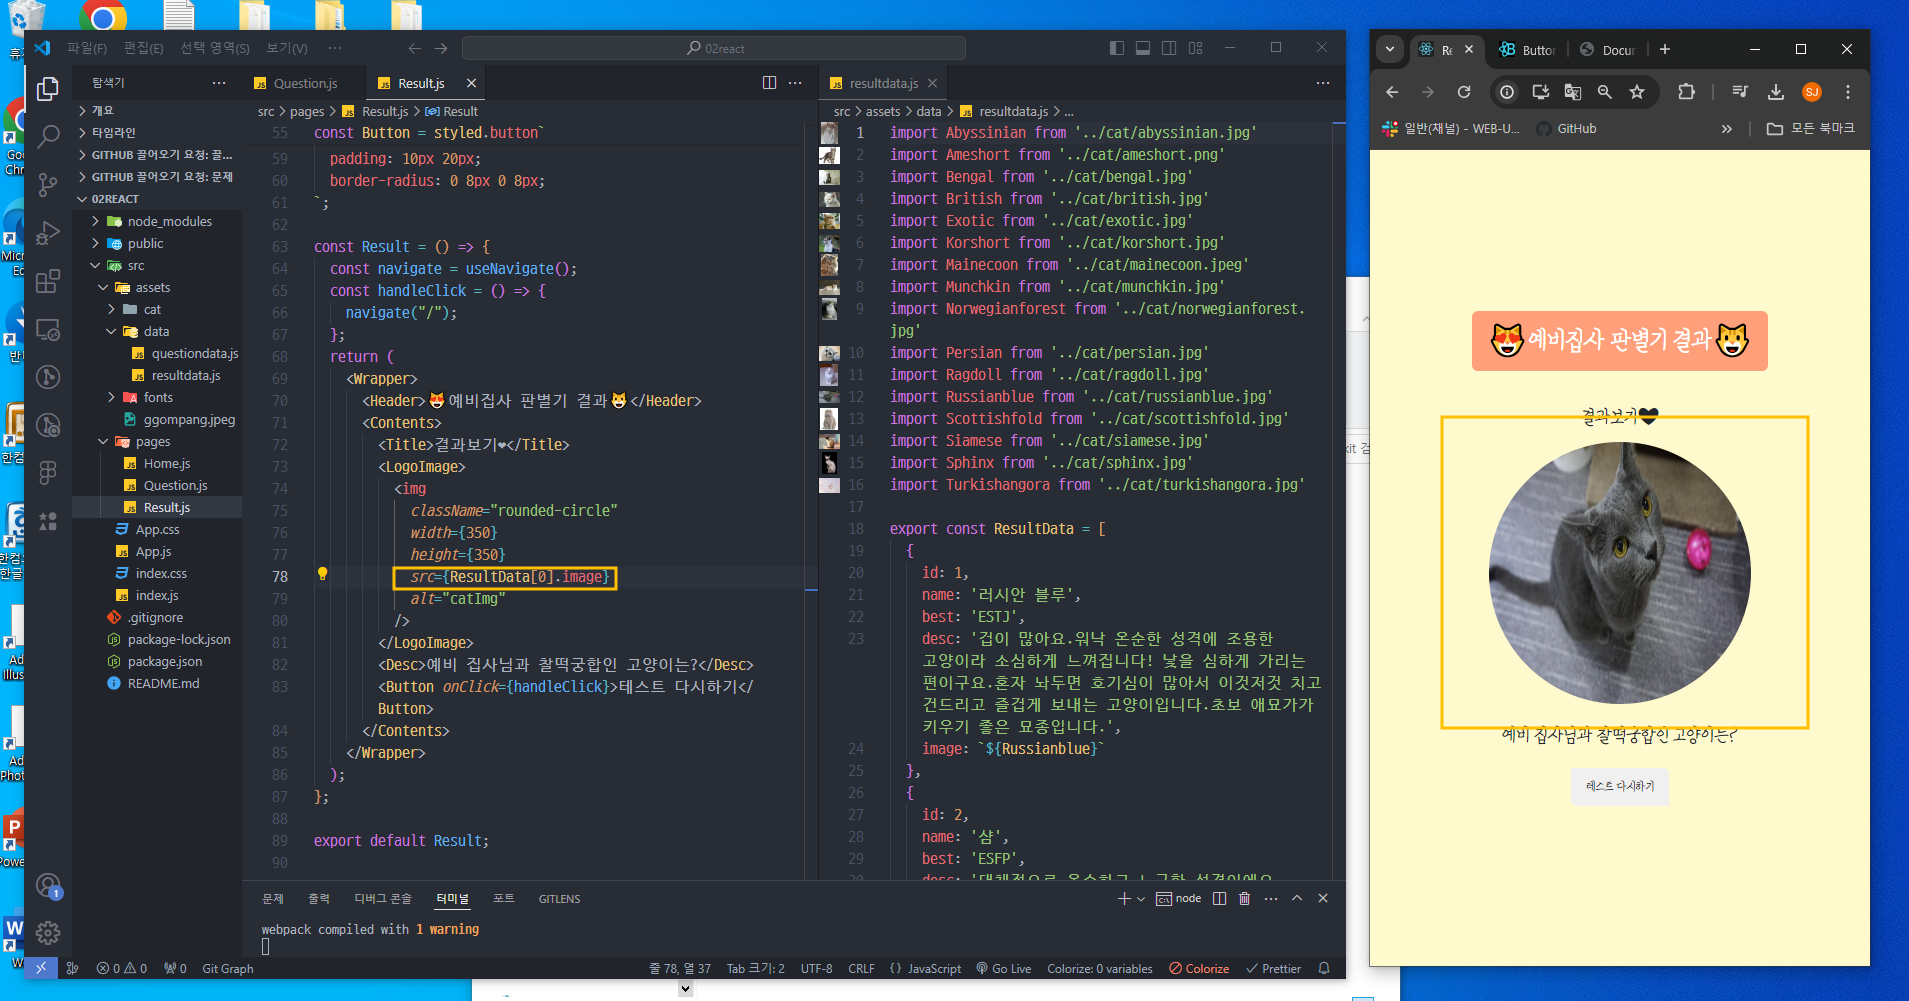 파일(F) 편집(E) 선택 영역(S) 보기(V) ···
02react
탐색기
개요
타임라인
GITHUB 끌어오기 요청: 끌...
GITHUB 끌어오기 요청: 문제
02REACT
node_modules
public
src
assets
cat
data
questiondata.js
resultdata.js
fonts
ggompang.jpeg
pages
Home.js
Question.js
Result.js
App.css
App.js
index.css
index.js
.gitignore
package-lock.json
package.json
README.md
Question.js
Result.js
src > pages > Result.js > Result
55 const Button = styled.button`
59 padding: 10px 20px;
60 border-radius: 0 8px 0 8px;
61 `;
62
63 const Result = () => {
64 const navigate = useNavigate();
65 const handleClick = () => {
66 navigate("/");
67 };
68 return (
69 <Wrapper>
70 <Header>😻예비집사 판별기 결과🐱</Header>
71 <Contents>
72 <Title>결과보기❤</Title>
73 <LogoImage>
74 <img
75 className="rounded-circle"
76 width={350}
77 height={350}
78 src={ResultData[0].image}
79 alt="catImg"
80 />
81 </LogoImage>
82 <Desc>예비 집사님과 찰떡궁합인 고양이는?</Desc>
83 <Button onClick={handleClick}>테스트 다시하기</
Button>
84 </Contents>
85 </Wrapper>
86 );
87 };
88
89 export default Result;
90
resultdata.js
src > assets > data > resultdata.js > ...
1 import Abyssinian from '../cat/abyssinian.jpg'
2 import Ameshort from '../cat/ameshort.png'
3 import Bengal from '../cat/bengal.jpg'
4 import British from '../cat/british.jpg'
5 import Exotic from '../cat/exotic.jpg'
6 import Korshort from '../cat/korshort.jpg'
7 import Mainecoon from '../cat/mainecoon.jpeg'
8 import Munchkin from '../cat/munchkin.jpg'
9 import Norwegianforest from '../cat/norwegianforest.
jpg'
10 import Persian from '../cat/persian.jpg'
11 import Ragdoll from '../cat/ragdoll.jpg'
12 import Russianblue from '../cat/russianblue.jpg'
13 import Scottishfold from '../cat/scottishfold.jpg'
14 import Siamese from '../cat/siamese.jpg'
15 import Sphinx from '../cat/sphinx.jpg'
16 import Turkishangora from '../cat/turkishangora.jpg'
17
18 export const ResultData = [
19 {
20 id: 1,
21 name: '러시안 블루',
22 best: 'ESTJ',
23 desc: '겁이 많아요.워낙 온순한 성격에 조용한
고양이라 소심하게 느껴집니다! 낯을 심하게 가리는
편이구요.혼자 놔두면 호기심이 많아서 이것저것 치고
건드리고 즐겁게 보내는 고양이입니다.초보 애묘가가
키우기 좋은 묘종입니다.',
24 image: `${Russianblue}`
25 },
26 {
27 id: 2,
28 name: '샴',
29 best: 'ESFP',
문제 출력 디버그 콘솔 터미널 포트 GITLENS
node
webpack compiled with 1 warning
0 0 0 Git Graph
줄 78, 열 37 Tab 크기: 2 UTF-8 CRLF { } JavaScript Go Live Colorize: 0 variables Colorize Prettier
Re Button Docur
SJ
일반(채널) - WEB-U... GitHub » 모든 북마크
😻예비집사 판별기 결과🐱
결과보기🖤
예비 집사님과 찰떡궁합인 고양이는?
테스트 다시하기